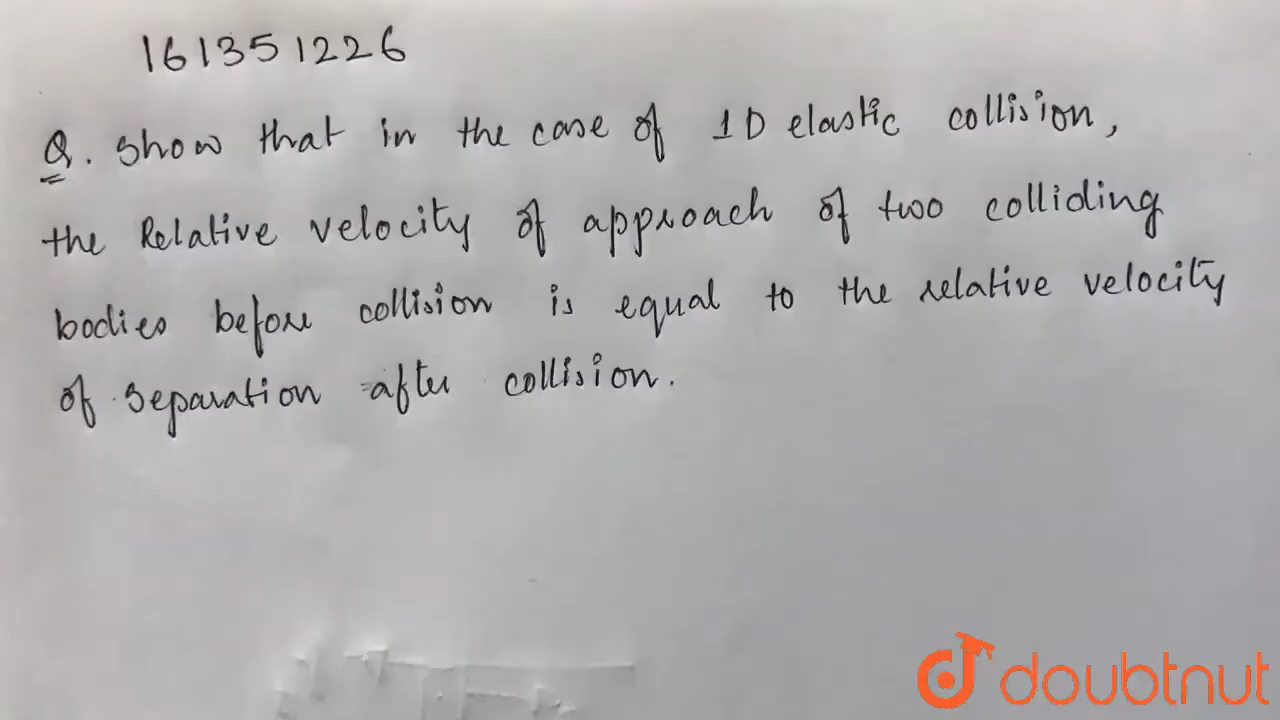 161351226
Q. Show that in the case of 1D elastic collision,
the Relative velocity of approach of two colliding
bodies before collision is equal to the relative velocity
of separation after collision.
doubtnut